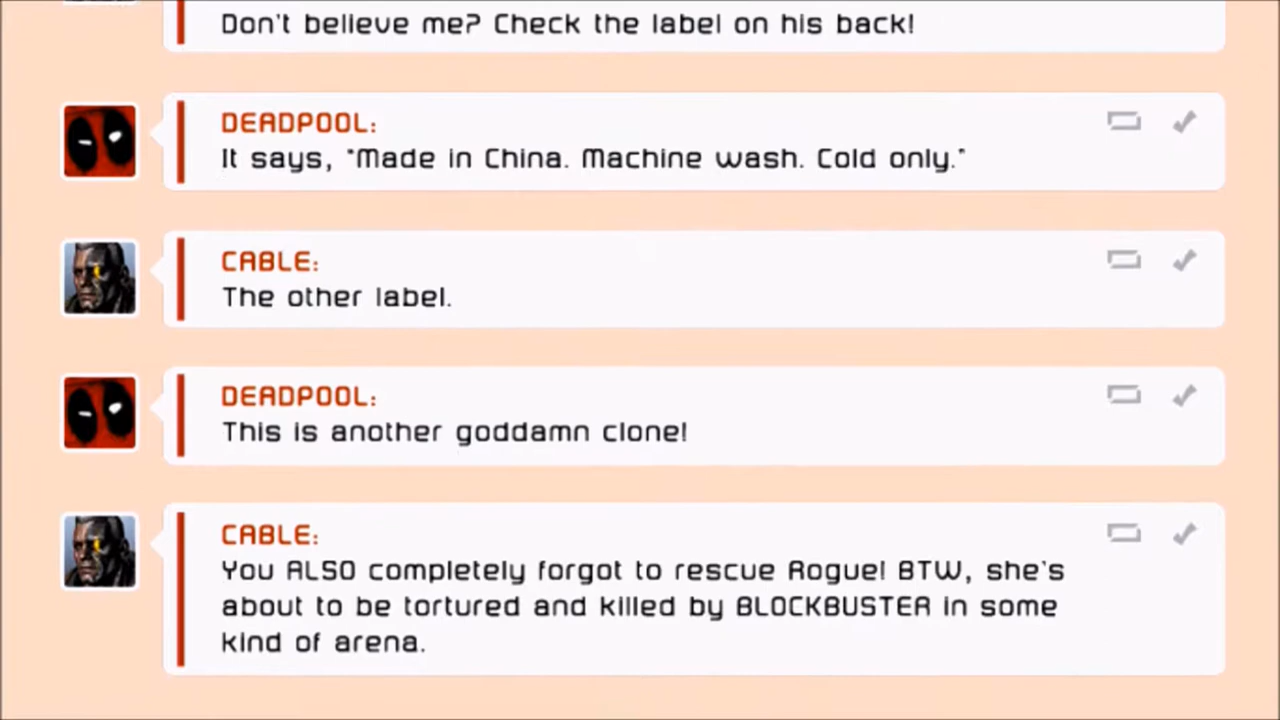 Don't believe me? Check the label on his back!
DEADPOOL:
It says, "Made in China. Machine wash. Cold only."
CABLE:
The other label.
DEADPOOL:
This is another goddamn clone!
CABLE:
You ALSO completely forgot to rescue Rogue! BTW, she's
about to be tortured and killed by BLOCKBUSTER in some
kind of arena.